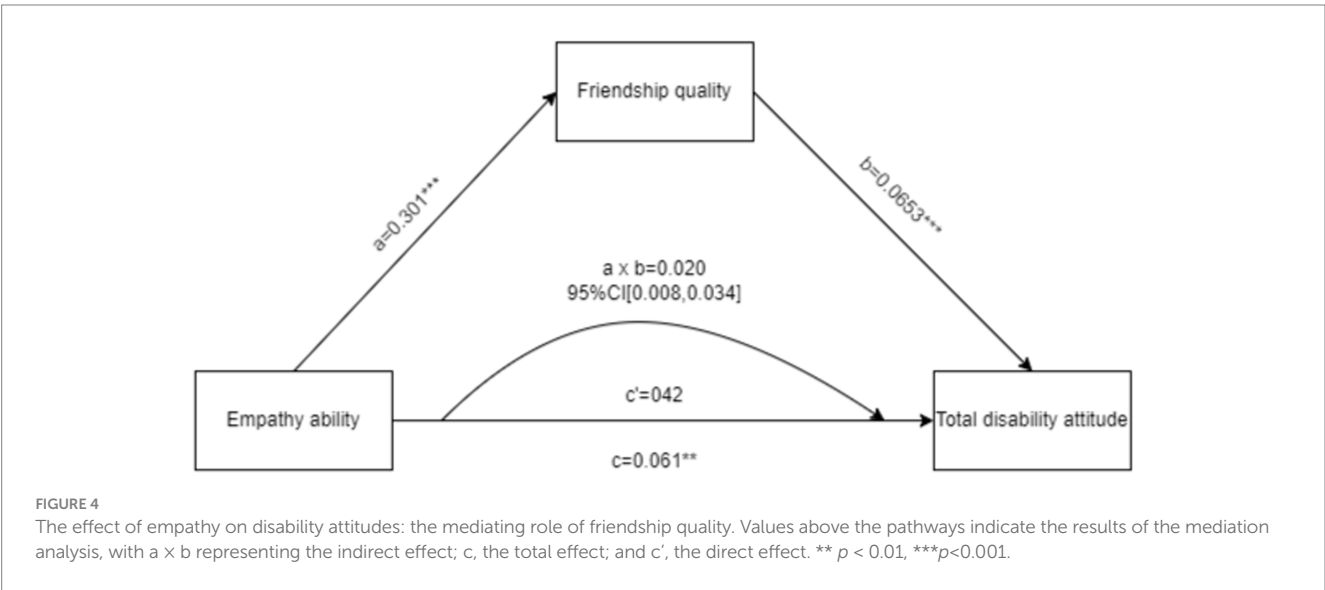 Friendship quality
a=0.301***
b=0.0653***
a x b=0.020
95%CI[0.008,0.034]
Empathy ability
c'=042
Total disability attitude
c=0.061**
FIGURE 4
The effect of empathy on disability attitudes: the mediating role of friendship quality. Values above the pathways indicate the results of the mediation
analysis, with a × b representing the indirect effect; c, the total effect; and c′, the direct effect. ** p < 0.01, ***p<0.001.